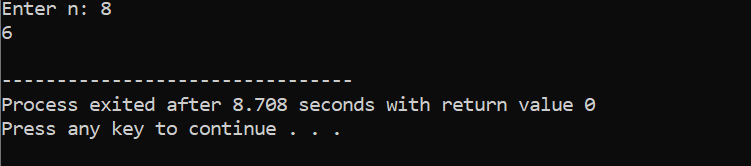 Enter n: 8
6
--------------------------------
Process exited after 8.708 seconds with return value 0
Press any key to continue . . .